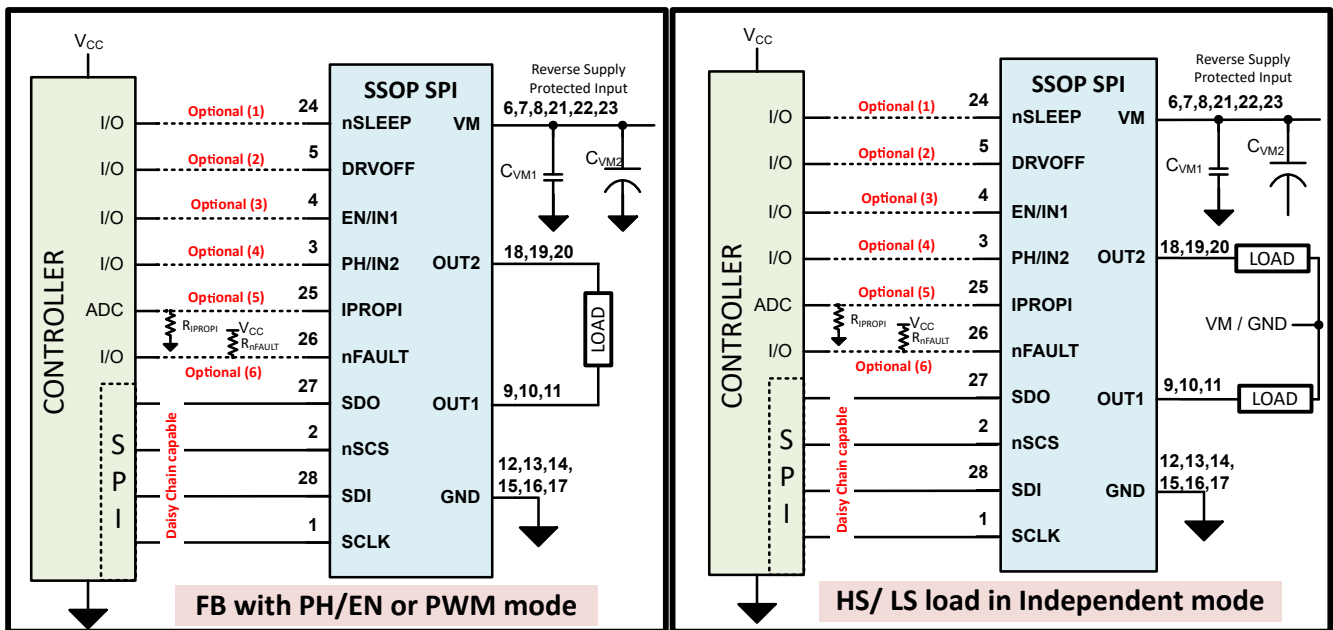 VCC
CONTROLLER
I/O
I/O
I/O
I/O
ADC
I/O
SPI
Optional (1)
Optional (2)
Optional (3)
Optional (4)
Optional (5)
RIPROPI
VCC
RnFAULT
Optional (6)
Daisy Chain capable
24
5
4
3
25
26
27
2
28
1
SSOP SPI
nSLEEP
DRVOFF
EN/IN1
PH/IN2
IPROPI
nFAULT
SDO
nSCS
SDI
SCLK
VM
OUT2
OUT1
GND
Reverse Supply
Protected Input
6,7,8,21,22,23
CVM1
CVM2
18,19,20
LOAD
9,10,11
12,13,14,
15,16,17
FB with PH/EN or PWM mode
VCC
CONTROLLER
I/O
I/O
I/O
I/O
ADC
I/O
SPI
Optional (1)
Optional (2)
Optional (3)
Optional (4)
Optional (5)
RIPROPI
VCC
RnFAULT
Optional (6)
Daisy Chain capable
24
5
4
3
25
26
27
2
28
1
SSOP SPI
nSLEEP
DRVOFF
EN/IN1
PH/IN2
IPROPI
nFAULT
SDO
nSCS
SDI
SCLK
VM
OUT2
OUT1
GND
Reverse Supply
Protected Input
6,7,8,21,22,23
CVM1
CVM2
18,19,20
LOAD
VM / GND
9,10,11
LOAD
12,13,14,
15,16,17
HS/ LS load in Independent mode